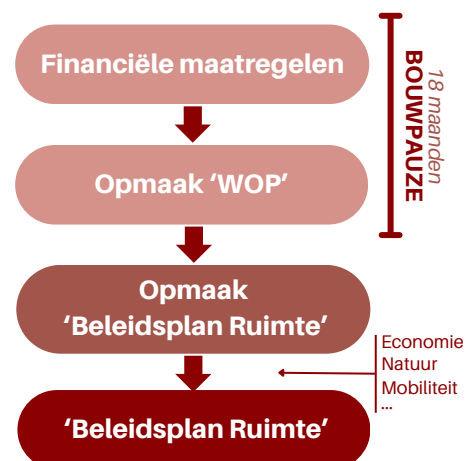 Financiële maatregelen
18 maanden
BOUWPAUZE
Opmaak ‘WOP’
Opmaak
‘Beleidsplan Ruimte’
Economie
Natuur
Mobiliteit
...
‘Beleidsplan Ruimte’